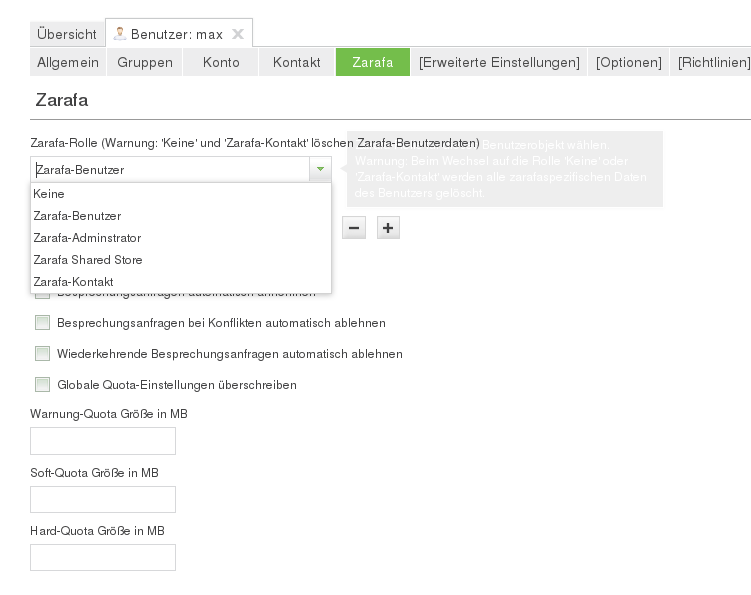 Übersicht
Benutzer: max
Allgemein
Gruppen
Konto
Kontakt
Zarafa
[Erweiterte Einstellungen]
[Optionen]
[Richtlinien]
Zarafa
Zarafa-Rolle (Warnung: 'Keine' und 'Zarafa-Kontakt' löschen Zarafa-Benutzerdaten)
Benutzerobjekt wählen.
Warnung: Beim Wechsel auf die Rolle 'Keine' oder
'Zarafa-Kontakt' werden alle zarafaspezifischen Daten
des Benutzers gelöscht.
Zarafa-Benutzer
Keine
Zarafa-Benutzer
Zarafa-Adminstrator
Zarafa Shared Store
Zarafa-Kontakt
Besprechungsanfragen automatisch annehmen
Besprechungsanfragen bei Konflikten automatisch ablehnen
Wiederkehrende Besprechungsanfragen automatisch ablehnen
Globale Quota-Einstellungen überschreiben
Warnung-Quota Größe in MB
Soft-Quota Größe in MB
Hard-Quota Größe in MB